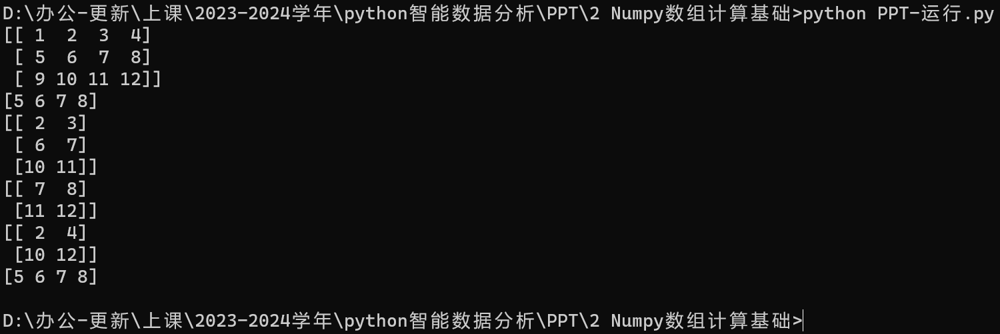 D:\办公-更新\上课\2023-2024学年\python智能数据分析\PPT\2 Numpy数组计算基础>python PPT-运行.py
[[ 1  2  3  4]
 [ 5  6  7  8]
 [ 9 10 11 12]]
[5 6 7 8]
[[ 2  3]
 [ 6  7]
 [10 11]]
[[ 7  8]
 [11 12]]
[[ 2  4]
 [10 12]]
[5 6 7 8]
D:\办公-更新\上课\2023-2024学年\python智能数据分析\PPT\2 Numpy数组计算基础>